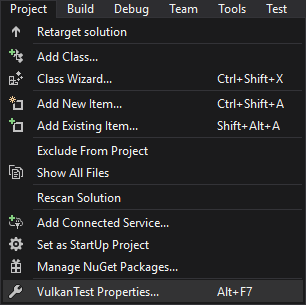 Project Build Debug Team Tools Test
Retarget solution
Add Class...
Class Wizard... Ctrl+Shift+X
Add New Item... Ctrl+Shift+A
Add Existing Item... Shift+Alt+A
Exclude From Project
Show All Files
Rescan Solution
Add Connected Service...
Set as StartUp Project
Manage NuGet Packages...
VulkanTest Properties... Alt+F7